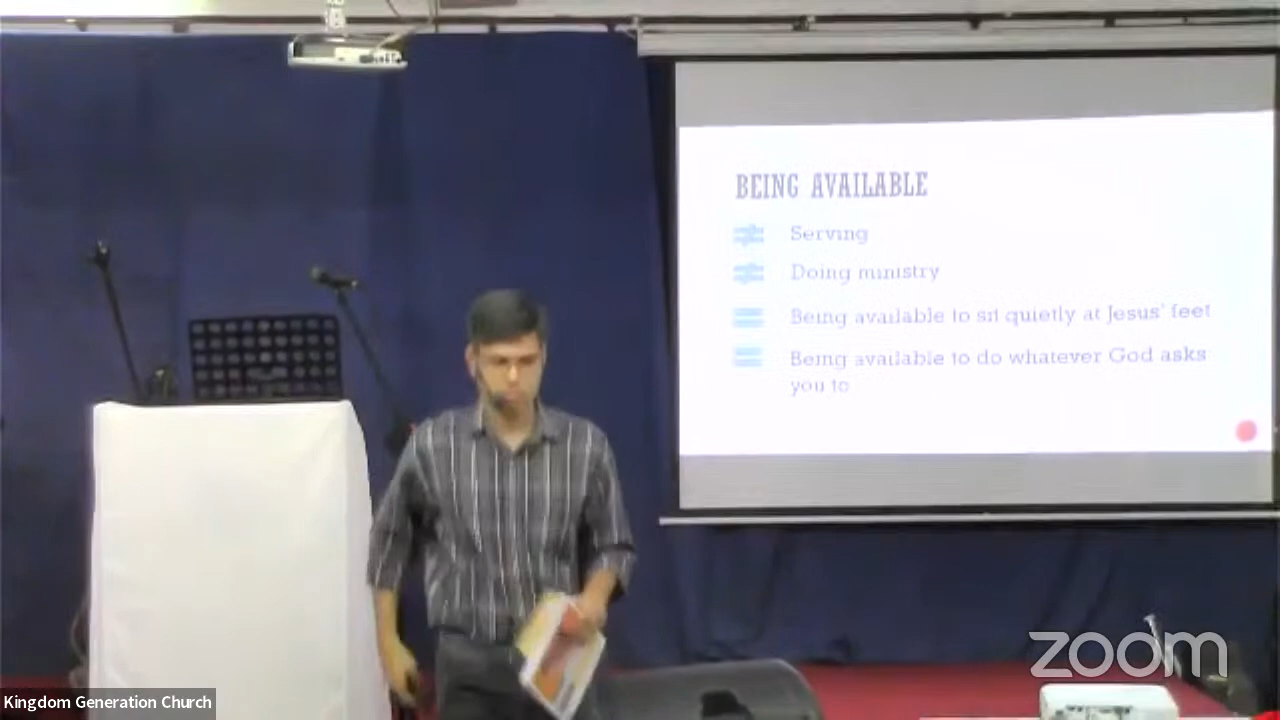 BEING AVAILABLE
≠ Serving
≠ Doing ministry
= Being available to sit quietly at Jesus' feet
= Being available to do whatever God asks
you to
zoom
Kingdom Generation Church